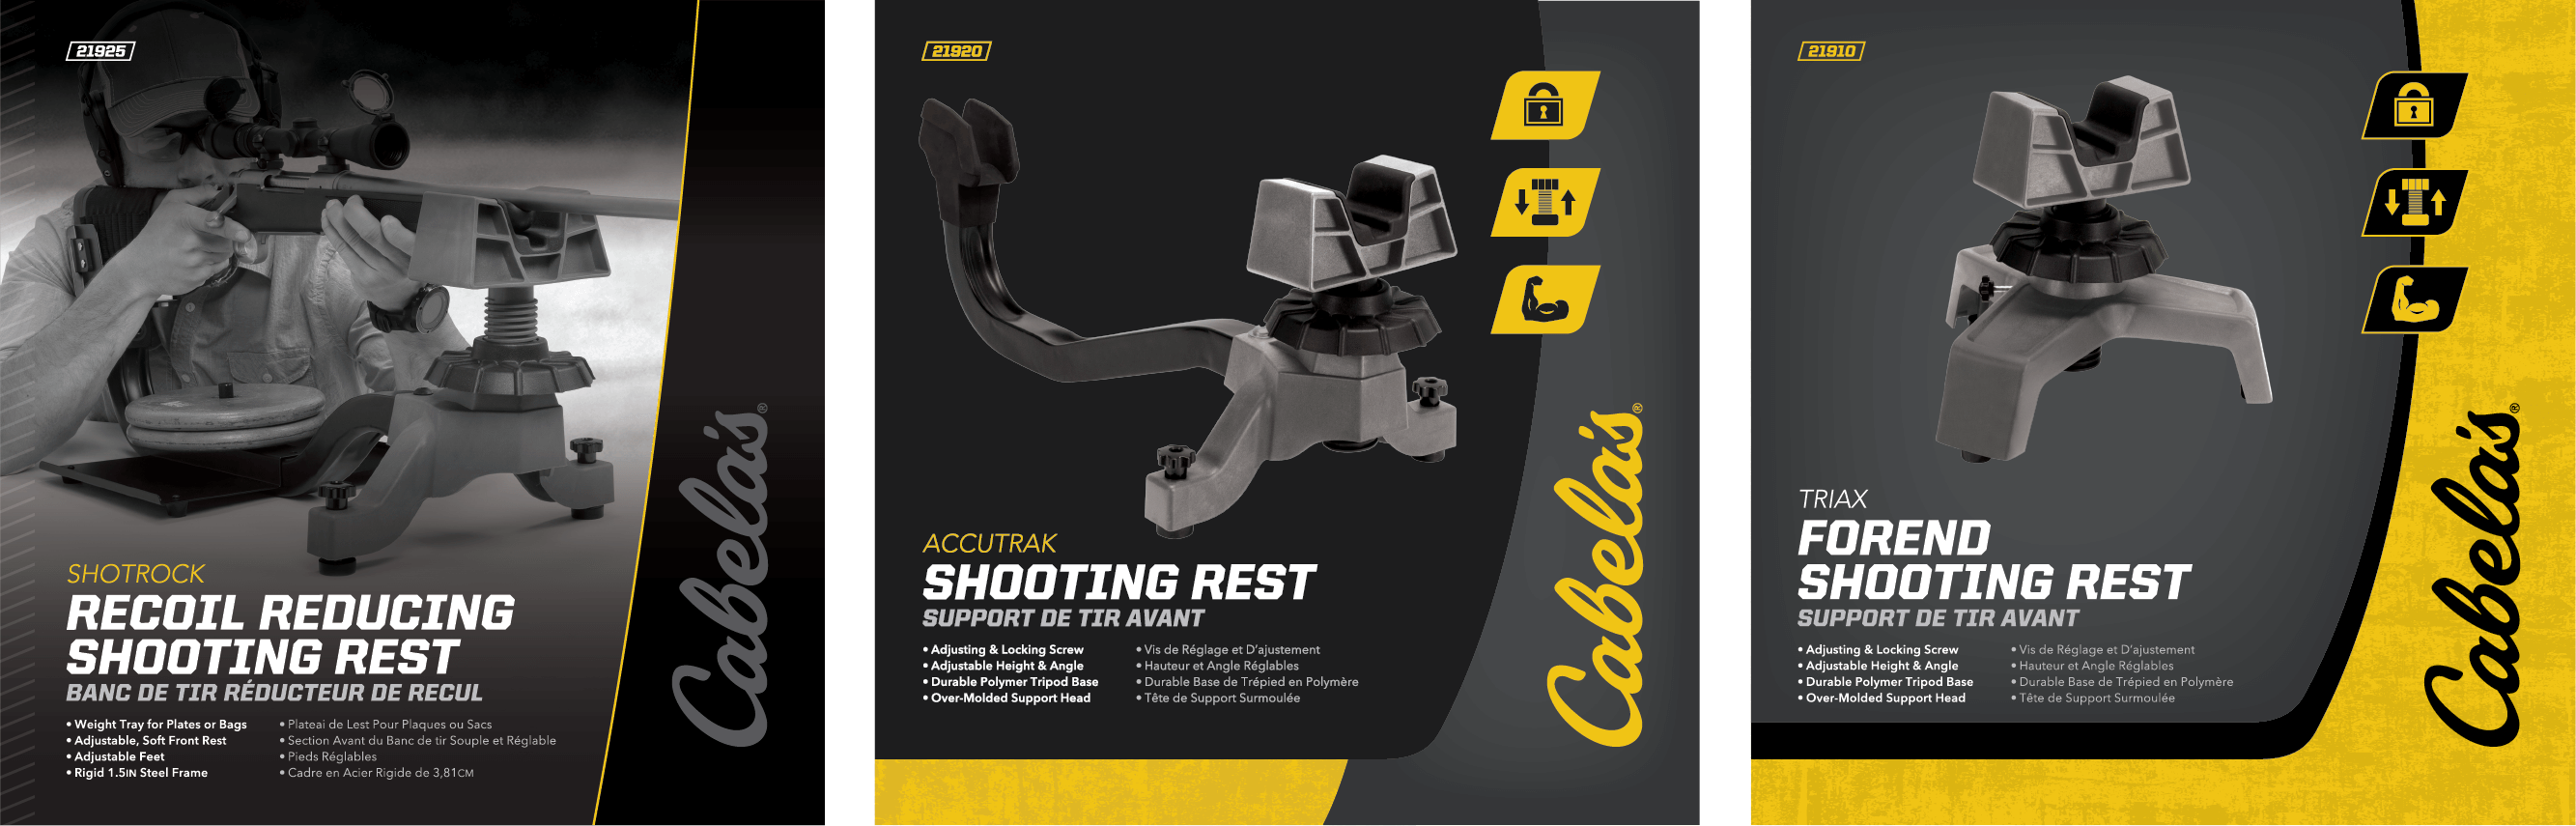 21925
SHOTROCK
RECOIL REDUCING
SHOOTING REST
BANC DE TIR RÉDUCTEUR DE RECUL
• Weight Tray for Plates or Bags
• Adjustable, Soft Front Rest
• Adjustable Feet
• Rigid 1.5IN Steel Frame
• Plateai de Lest Pour Plaques ou Sacs
• Section Avant du Banc de tir Souple et Réglable
• Pieds Réglables
• Cadre en Acier Rigide de 3,81CM
Cabela's®
21920
ACCUTRAK
SHOOTING REST
SUPPORT DE TIR AVANT
• Adjusting & Locking Screw
• Adjustable Height & Angle
• Durable Polymer Tripod Base
• Over-Molded Support Head
• Vis de Réglage et D'ajustement
• Hauteur et Angle Réglables
• Durable Base de Trépied en Polymère
• Tête de Support Surmoulée
Cabela's®
21910
TRIAX
FOREND
SHOOTING REST
SUPPORT DE TIR AVANT
• Adjusting & Locking Screw
• Adjustable Height & Angle
• Durable Polymer Tripod Base
• Over-Molded Support Head
• Vis de Réglage et D'ajustement
• Hauteur et Angle Réglables
• Durable Base de Trépied en Polymère
• Tête de Support Surmoulée
Cabela's®